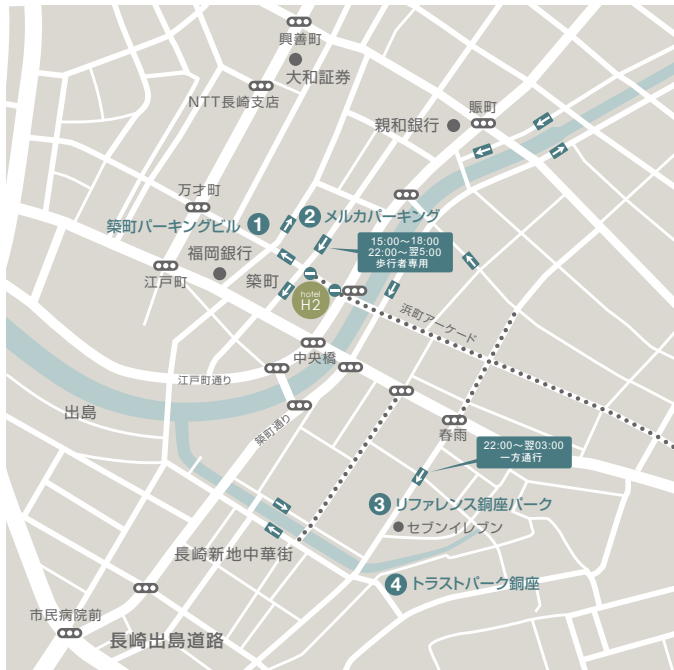 興善町
大和証券
NTT長崎支店
賑町
親和銀行
万才町
築町パーキングビル 1
2 メルカパーキング
15:00〜18:00
22:00〜翌5:00
歩行者専用
福岡銀行
江戸町
築町
hotel
H2
浜町アーケード
中央橋
江戸町通り
出島
築町通り
春雨
22:00〜翌03:00
一方通行
3 リファレンス銅座パーク
セブンイレブン
長崎新地中華街
4 トラストパーク銅座
市民病院前
長崎出島道路